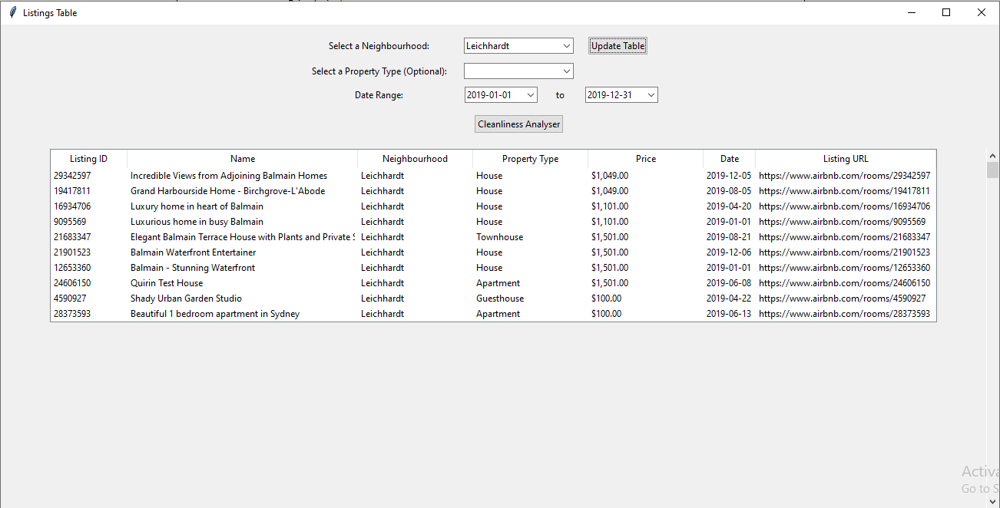 Listings Table
Select a Neighbourhood: Leichhardt Update Table
Select a Property Type (Optional):
Date Range: 2019-01-01 to 2019-12-31
Cleanliness Analyser
Listing ID Name Neighbourhood Property Type Price Date Listing URL
29342597 Incredible Views from Adjoining Balmain Homes Leichhardt House $1,049.00 2019-12-05 https://www.airbnb.com/rooms/29342597
19417811 Grand Harbourside Home - Birchgrove-L'Abode Leichhardt House $1,049.00 2019-08-05 https://www.airbnb.com/rooms/19417811
16934706 Luxury home in heart of Balmain Leichhardt House $1,101.00 2019-04-20 https://www.airbnb.com/rooms/16934706
9095569 Luxurious home in busy Balmain Leichhardt House $1,101.00 2019-01-01 https://www.airbnb.com/rooms/9095569
21683347 Elegant Balmain Terrace House with Plants and Private Leichhardt Townhouse $1,501.00 2019-08-21 https://www.airbnb.com/rooms/21683347
21901523 Balmain Waterfront Entertainer Leichhardt House $1,501.00 2019-12-06 https://www.airbnb.com/rooms/21901523
12653360 Balmain - Stunning Waterfront Leichhardt House $1,501.00 2019-01-01 https://www.airbnb.com/rooms/12653360
24606150 Quirin Test House Leichhardt Apartment $1,501.00 2019-06-08 https://www.airbnb.com/rooms/24606150
4590927 Shady Urban Garden Studio Leichhardt Guesthouse $100.00 2019-04-22 https://www.airbnb.com/rooms/4590927
28373593 Beautiful 1 bedroom apartment in Sydney Leichhardt Apartment $100.00 2019-06-13 https://www.airbnb.com/rooms/28373593
Activa
Go to S